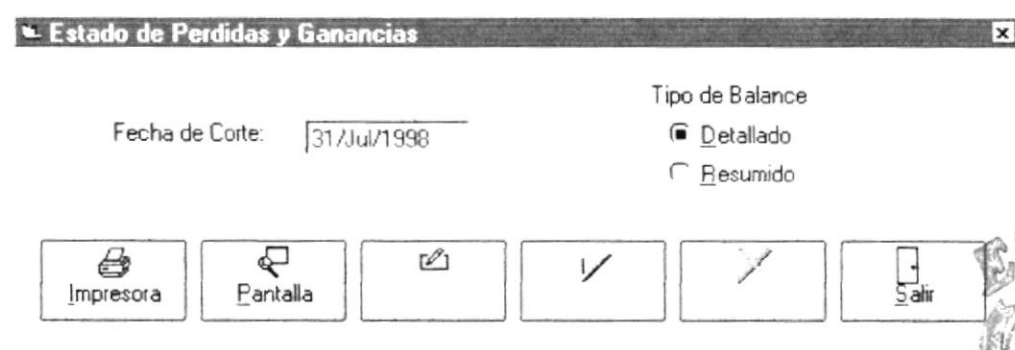 Estado de Perdidas y Ganancias
Tipo de Balance
Fecha de Corte: 31/Jul/1998
Detallado
Resumido
Impresora Pantalla Salir